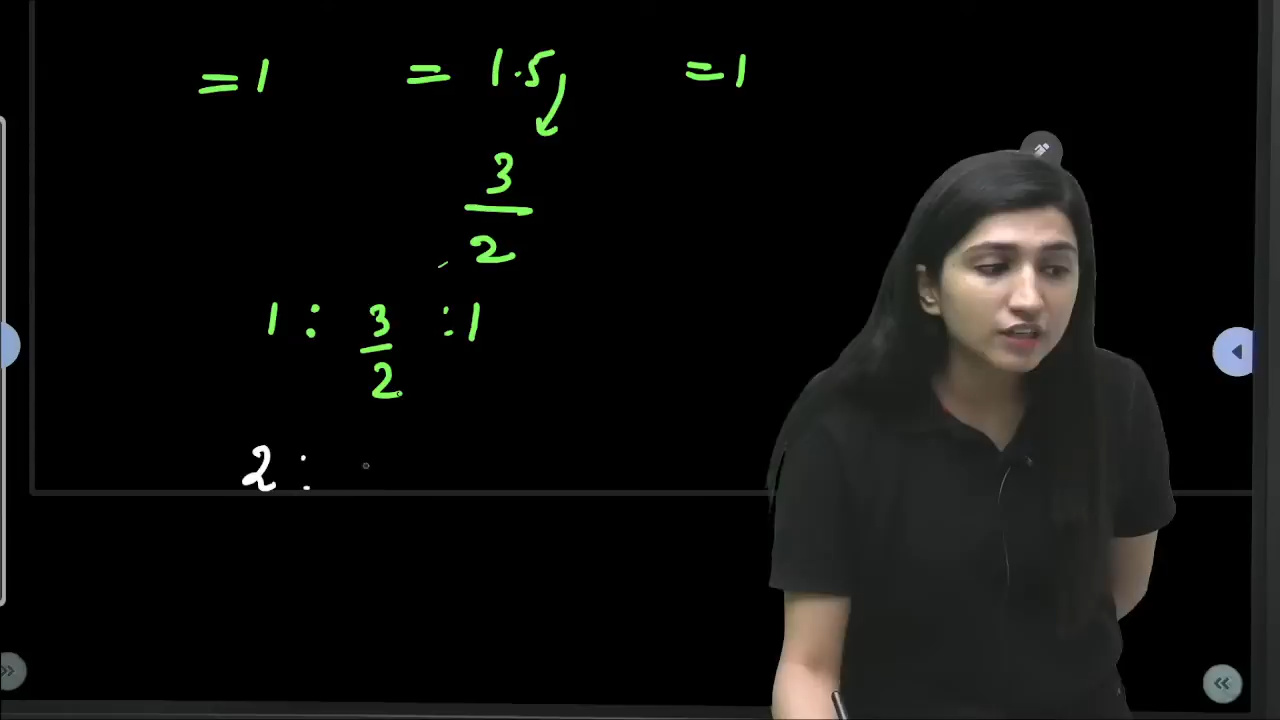 = 1 = 1.5 = 1
3
2
1 : 3/2 : 1
2 :